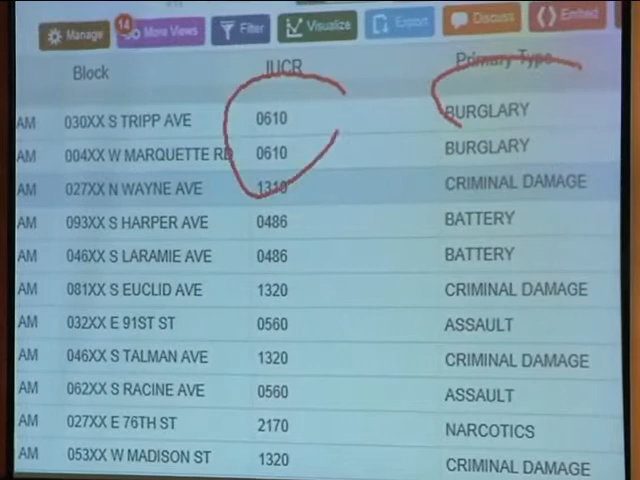 Manage 14 More Views Filter Visualize Export Discuss Embed
Block IUCR Primary Type
AM 030XX S TRIPP AVE 0610 BURGLARY
AM 004XX W MARQUETTE RD 0610 BURGLARY
AM 027XX N WAYNE AVE 1310 CRIMINAL DAMAGE
AM 093XX S HARPER AVE 0486 BATTERY
AM 046XX S LARAMIE AVE 0486 BATTERY
AM 081XX S EUCLID AVE 1320 CRIMINAL DAMAGE
AM 032XX E 91ST ST 0560 ASSAULT
AM 046XX S TALMAN AVE 1320 CRIMINAL DAMAGE
AM 062XX S RACINE AVE 0560 ASSAULT
AM 027XX E 76TH ST 2170 NARCOTICS
AM 053XX W MADISON ST 1320 CRIMINAL DAMAGE